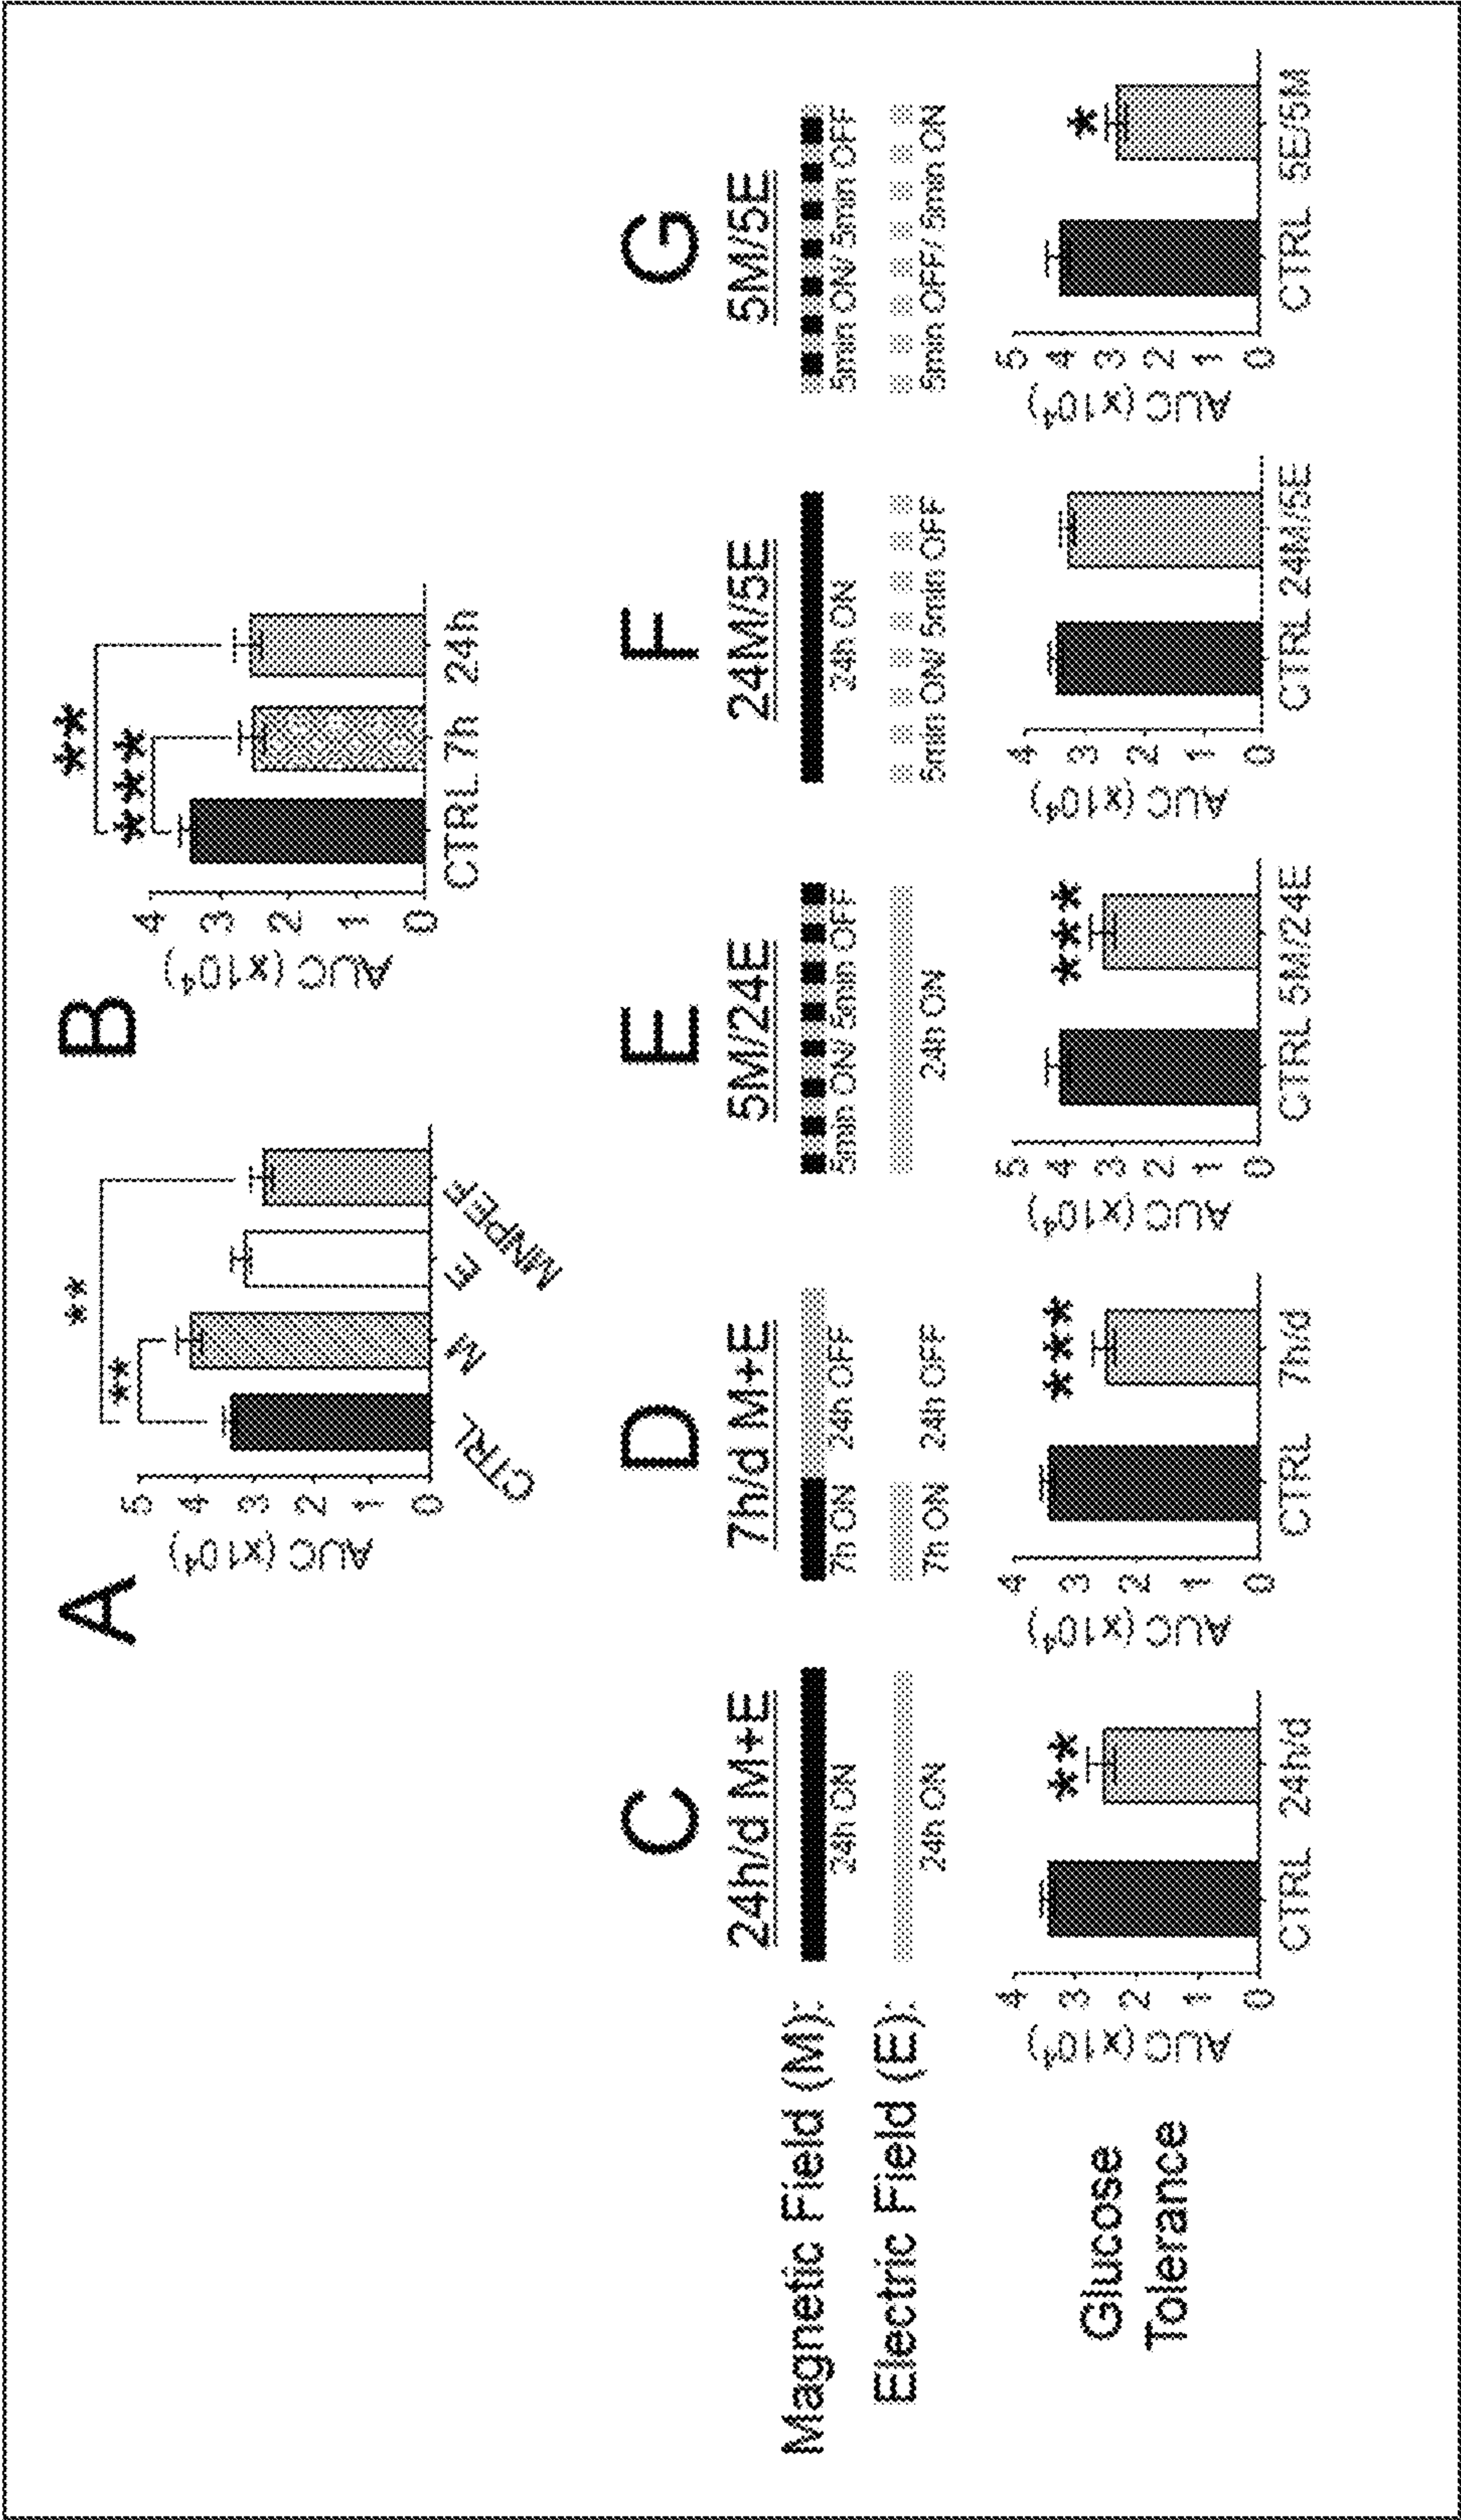 A
AUC (x10⁴)
5
4
3
2
1
0
**
**
CTRL
M
E
MNPEF
B
AUC (x10⁴)
4
3
2
1
0
**
***
CTRL 7h 24h
C
24h/d M+E
D
7h/d M+E
E
5M/24E
F
24M/5E
G
5M/5E
Magnetic Field (M):
24h ON
7h ON 24h OFF
5min ON/ 5min OFF
24h ON
5min ON/ 5min OFF
Electric Field (E):
24h ON
7h ON 24h OFF
24h ON
5min ON/ 5min OFF
5min OFF/ 5min ON
Glucose
Tolerance
AUC (x10⁴)
4
3
2
1
0
**
CTRL 24h/d
AUC (x10⁴)
4
3
2
1
0
***
CTRL 7h/d
AUC (x10⁴)
5
4
3
2
1
0
***
CTRL 5M/24E
AUC (x10⁴)
4
3
2
1
0
CTRL 24M/5E
AUC (x10⁴)
5
4
3
2
1
0
*
CTRL 5E/5M